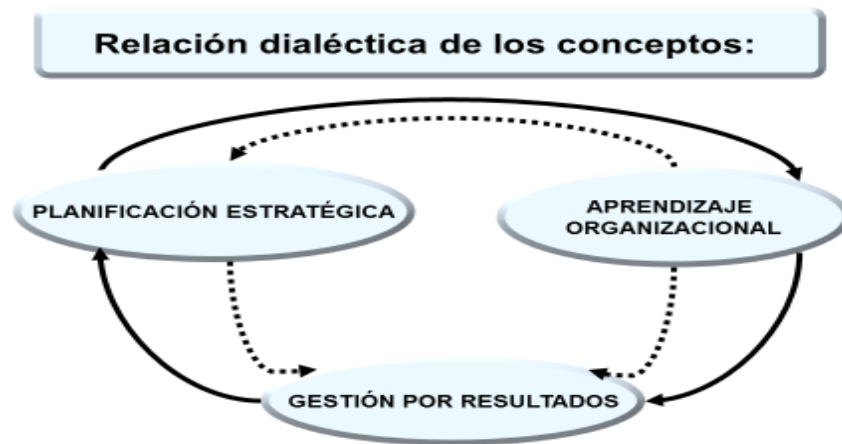 Relación dialéctica de los conceptos:
PLANIFICACIÓN ESTRATÉGICA
APRENDIZAJE
ORGANIZACIONAL
GESTIÓN POR RESULTADOS